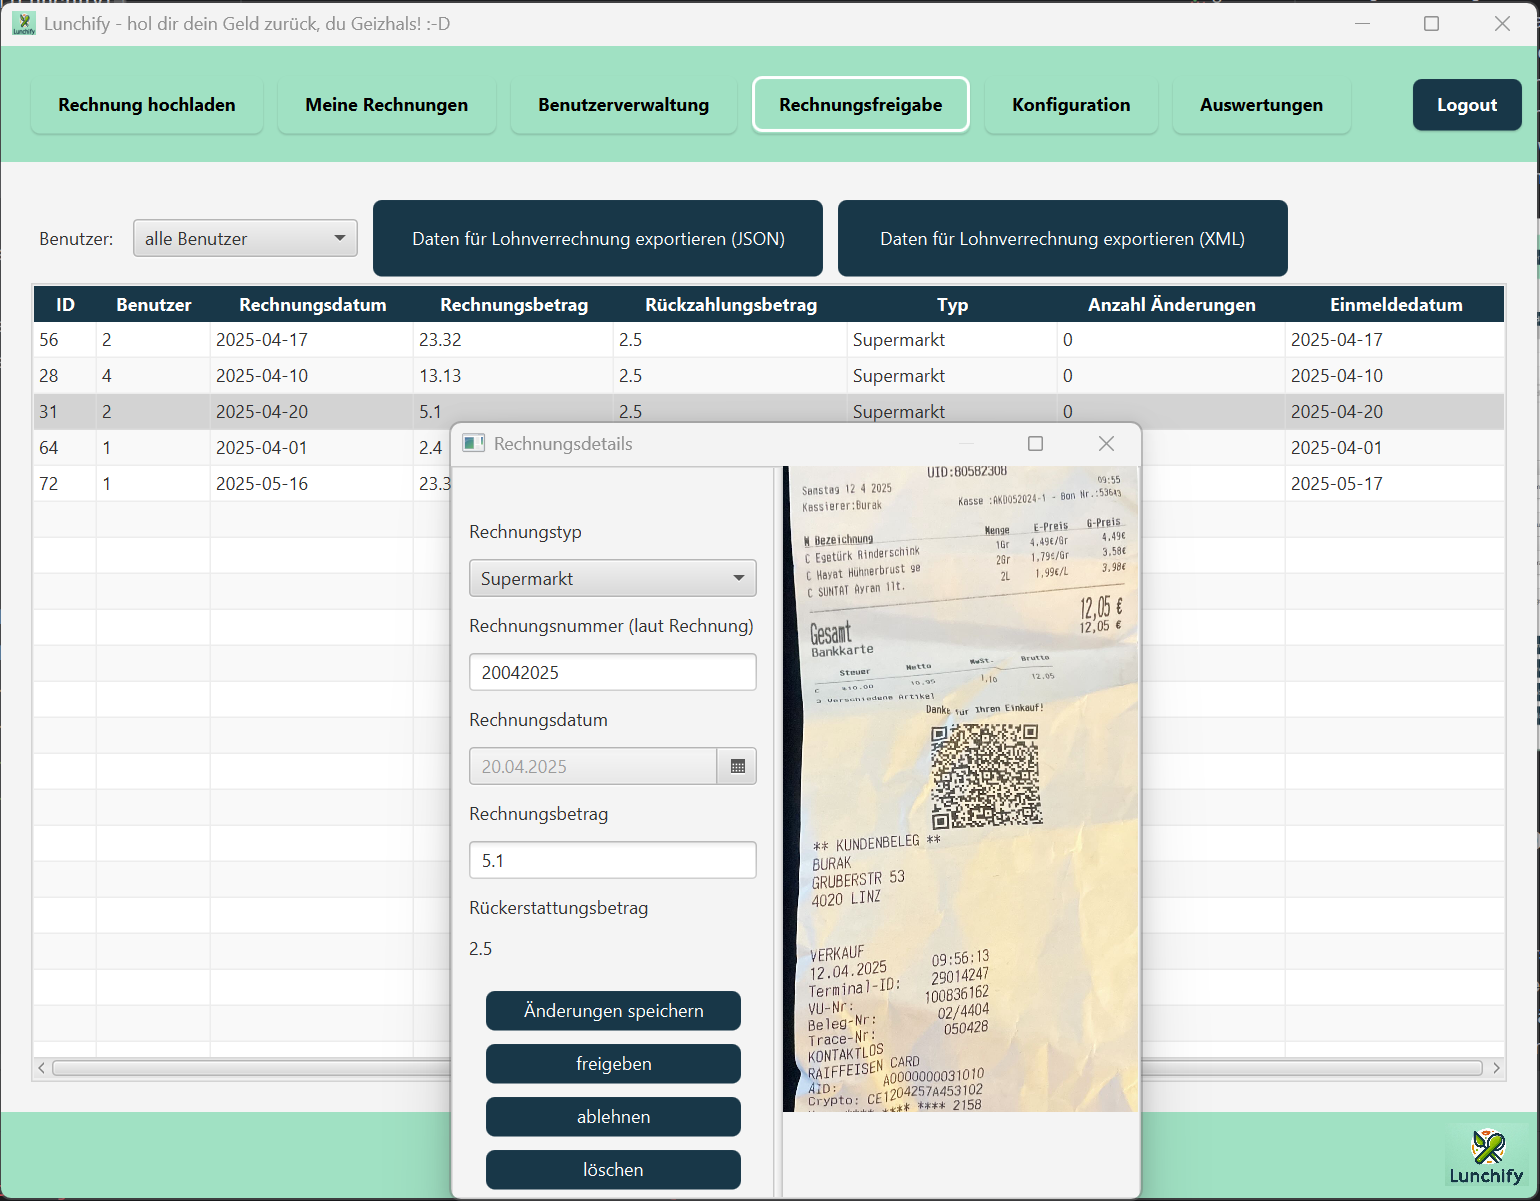 Lunchify - hol dir dein Geld zurück, du Geizhals! :-D
Rechnung hochladen
Meine Rechnungen
Benutzerverwaltung
Rechnungsfreigabe
Konfiguration
Auswertungen
Logout
Benutzer:
alle Benutzer
Daten für Lohnverrechnung exportieren (JSON)
Daten für Lohnverrechnung exportieren (XML)
ID Benutzer Rechnungsdatum Rechnungsbetrag Rückzahlungsbetrag Typ Anzahl Änderungen Einmeldedatum
56 2 2025-04-17 23.32 2.5 Supermarkt 0 2025-04-17
28 4 2025-04-10 13.13 2.5 Supermarkt 0 2025-04-10
31 2 2025-04-20 5.1 2.5 Supermarkt 0 2025-04-20
64 1 2025-04-01 2.4 2025-04-01
72 1 2025-05-16 23.3 2025-05-17
Rechnungsdetails
Rechnungstyp
Supermarkt
Rechnungsnummer (laut Rechnung)
20042025
Rechnungsdatum
20.04.2025
Rechnungsbetrag
5.1
Rückerstattungsbetrag
2.5
Änderungen speichern
freigeben
ablehnen
löschen
UID:80582308
Samstag 12 4 2025 09:55
Kassierer:Burak Kasse :AKD052024-1 - Bon Nr.:53643
Bezeichnung Menge E-Preis G-Preis
C Egetürk Rinderschink 1Gr 4,49€/Gr 4,49€
C Hayat Hühnerbrust ge 2Gr 1,79€/Gr 3,58€
C SUNTAT Ayran 1lt. 2L 1,99€/L 3,98€
Gesamt 12,05 €
Bankkarte 12,05 €
Steuer Netto MwSt. Brutto
C 10.00 10.95 1,10 12.05
3 Verschiedene Artikel
Danke für Ihren Einkauf!
** KUNDENBELEG **
BURAK
GRUBERSTR 53
4020 LINZ
VERKAUF
12.04.2025 09:56:13
Terminal-ID: 29014247
VU-Nr: 100836162
Beleg-Nr: 02/4404
Trace-Nr: 050428
KONTAKTLOS
RAIFFEISEN CARD
AID: A0000000031010
Crypto: CE1204257A453102
**** **** 2158
Lunchify